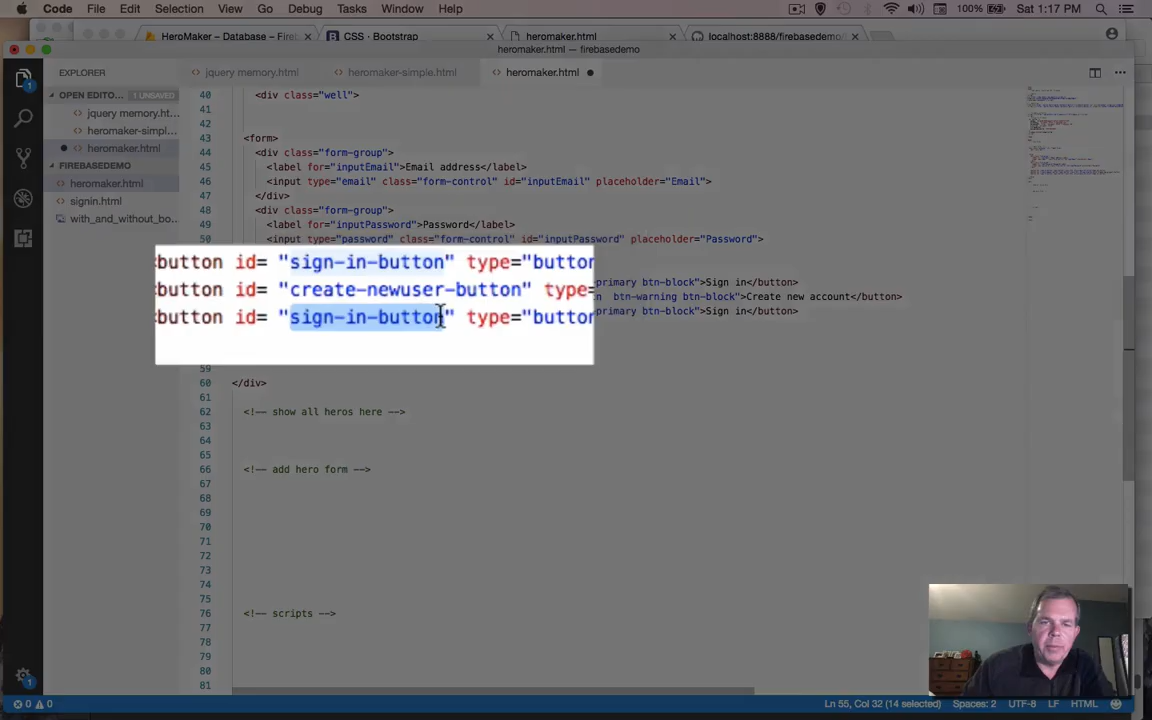 Code File Edit Selection View Go Debug Tasks Window Help 100% Sat 1:17 PM
HeroMaker – Database – Fire CSS · Bootstrap heromaker.html localhost:8888/firebasedemo/
heromaker.html — firebasedemo
EXPLORER jquery memory.html heromaker-simple.html heromaker.html
OPEN EDITO... 1 UNSAVED
jquery memory.ht...
heromaker-simpl...
heromaker.html
FIREBASEDEMO
heromaker.html
signin.html
with_and_without_bo...
40 <div class="well">
41
42
43 <form>
44 <div class="form-group">
45 <label for="inputEmail">Email address</label>
46 <input type="email" class="form-control" id="inputEmail" placeholder="Email">
47 </div>
48 <div class="form-group">
49 <label for="inputPassword">Password</label>
50 <input type="password" class="form-control" id="inputPassword" placeholder="Password">
button id= "sign-in-button" type="button
button id= "create-newuser-button" type=
button id= "sign-in-button" type="button
primary btn-block">Sign in</button>
btn-warning btn-block">Create new account</button>
primary btn-block">Sign in</button>
59
60 </div>
61
62 <!-- show all heros here -->
63
64
65
66 <!-- add hero form -->
67
68
69
70
71
72
73
74
75
76 <!-- scripts -->
77
78
79
80
81
0 0 Ln 55, Col 32 (14 selected) Spaces: 2 UTF-8 LF HTML